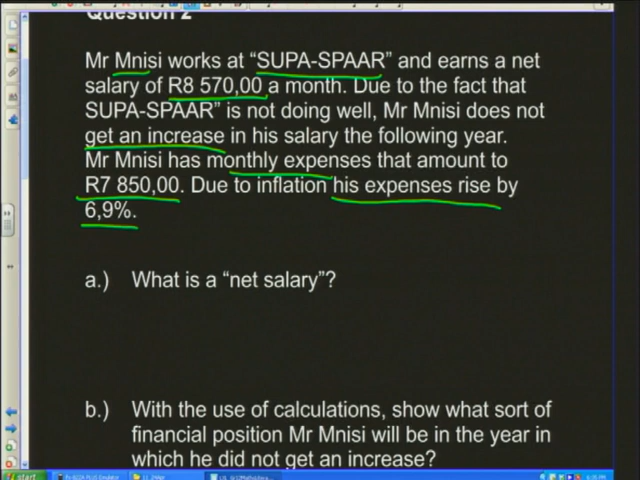 Question 2
Mr Mnisi works at “SUPA-SPAAR” and earns a net
salary of R8 570,00 a month. Due to the fact that
SUPA-SPAAR” is not doing well, Mr Mnisi does not
get an increase in his salary the following year.
Mr Mnisi has monthly expenses that amount to
R7 850,00. Due to inflation his expenses rise by
6,9%.
a.) What is a “net salary”?
b.) With the use of calculations, show what sort of
financial position Mr Mnisi will be in the year in
which he did not get an increase?
start